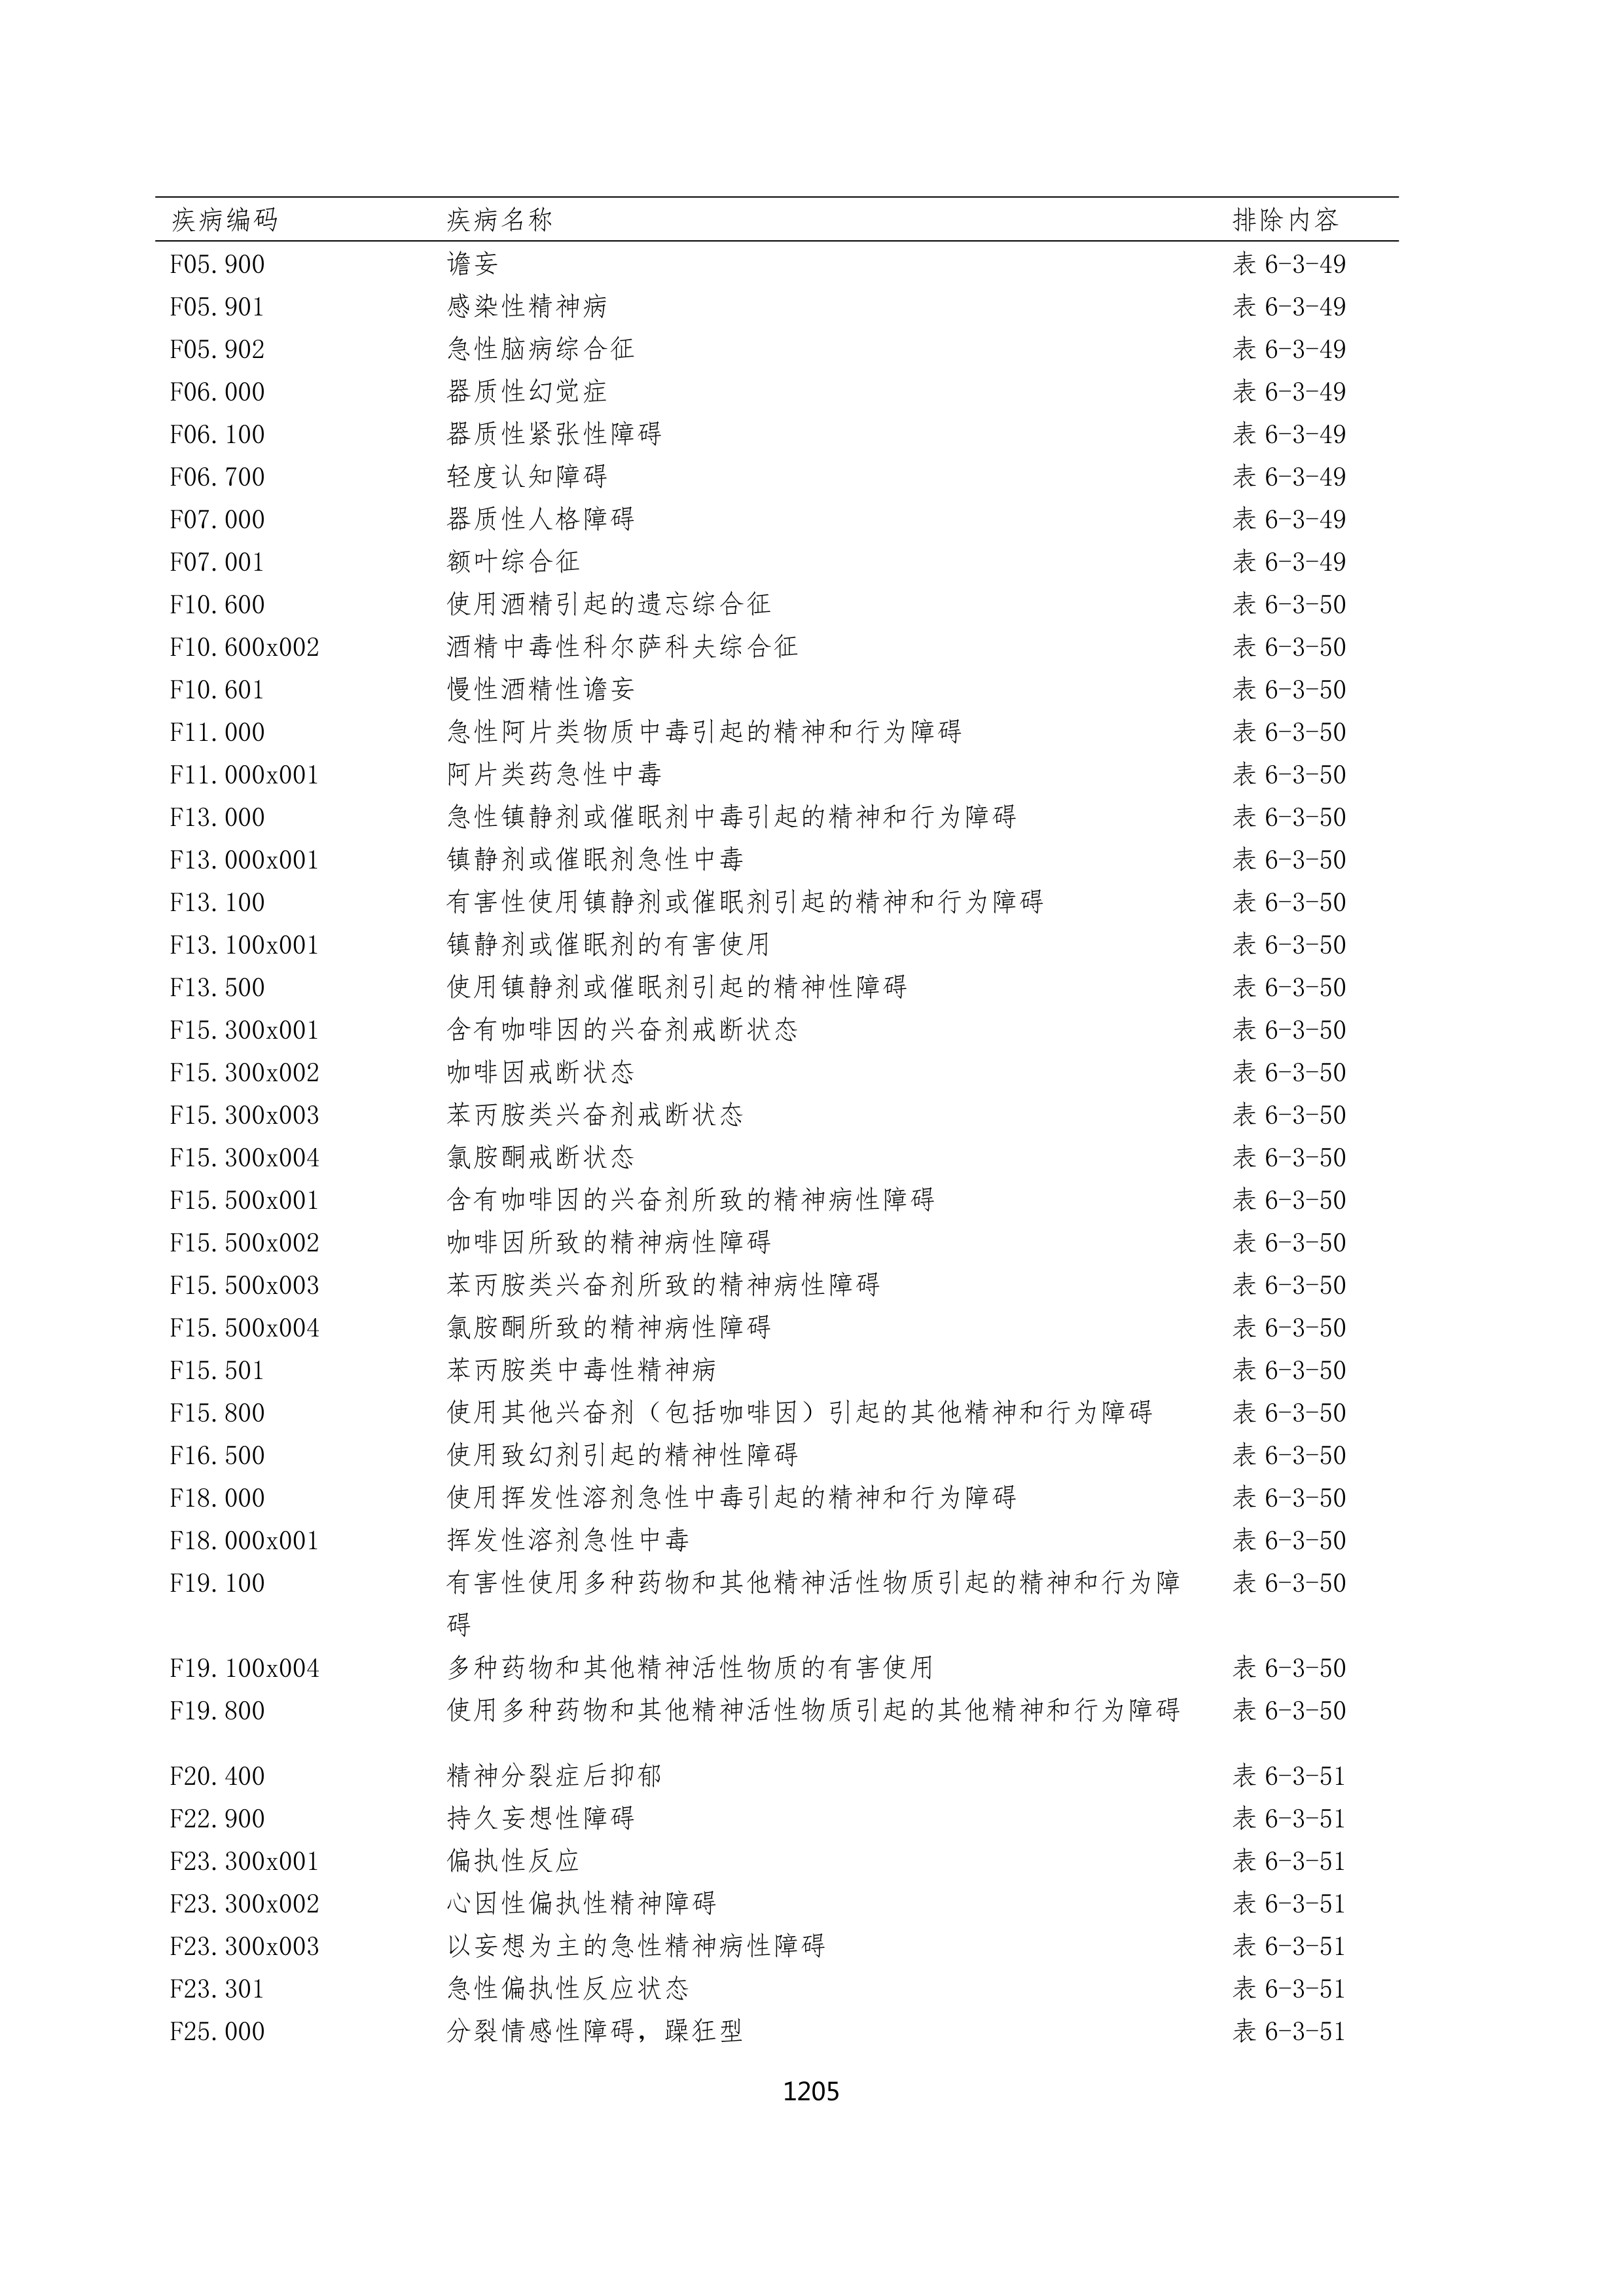 疾病编码 疾病名称 排除内容
F05.900 谵妄 表 6-3-49
F05.901 感染性精神病 表 6-3-49
F05.902 急性脑病综合征 表 6-3-49
F06.000 器质性幻觉症 表 6-3-49
F06.100 器质性紧张性障碍 表 6-3-49
F06.700 轻度认知障碍 表 6-3-49
F07.000 器质性人格障碍 表 6-3-49
F07.001 额叶综合征 表 6-3-49
F10.600 使用酒精引起的遗忘综合征 表 6-3-50
F10.600x002 酒精中毒性科尔萨科夫综合征 表 6-3-50
F10.601 慢性酒精性谵妄 表 6-3-50
F11.000 急性阿片类物质中毒引起的精神和行为障碍 表 6-3-50
F11.000x001 阿片类药急性中毒 表 6-3-50
F13.000 急性镇静剂或催眠剂中毒引起的精神和行为障碍 表 6-3-50
F13.000x001 镇静剂或催眠剂急性中毒 表 6-3-50
F13.100 有害性使用镇静剂或催眠剂引起的精神和行为障碍 表 6-3-50
F13.100x001 镇静剂或催眠剂的有害使用 表 6-3-50
F13.500 使用镇静剂或催眠剂引起的精神性障碍 表 6-3-50
F15.300x001 含有咖啡因的兴奋剂戒断状态 表 6-3-50
F15.300x002 咖啡因戒断状态 表 6-3-50
F15.300x003 苯丙胺类兴奋剂戒断状态 表 6-3-50
F15.300x004 氯胺酮戒断状态 表 6-3-50
F15.500x001 含有咖啡因的兴奋剂所致的精神病性障碍 表 6-3-50
F15.500x002 咖啡因所致的精神病性障碍 表 6-3-50
F15.500x003 苯丙胺类兴奋剂所致的精神病性障碍 表 6-3-50
F15.500x004 氯胺酮所致的精神病性障碍 表 6-3-50
F15.501 苯丙胺类中毒性精神病 表 6-3-50
F15.800 使用其他兴奋剂（包括咖啡因）引起的其他精神和行为障碍 表 6-3-50
F16.500 使用致幻剂引起的精神性障碍 表 6-3-50
F18.000 使用挥发性溶剂急性中毒引起的精神和行为障碍 表 6-3-50
F18.000x001 挥发性溶剂急性中毒 表 6-3-50
F19.100 有害性使用多种药物和其他精神活性物质引起的精神和行为障 表 6-3-50
碍
F19.100x004 多种药物和其他精神活性物质的有害使用 表 6-3-50
F19.800 使用多种药物和其他精神活性物质引起的其他精神和行为障碍 表 6-3-50
F20.400 精神分裂症后抑郁 表 6-3-51
F22.900 持久妄想性障碍 表 6-3-51
F23.300x001 偏执性反应 表 6-3-51
F23.300x002 心因性偏执性精神障碍 表 6-3-51
F23.300x003 以妄想为主的急性精神病性障碍 表 6-3-51
F23.301 急性偏执性反应状态 表 6-3-51
F25.000 分裂情感性障碍，躁狂型 表 6-3-51
1205